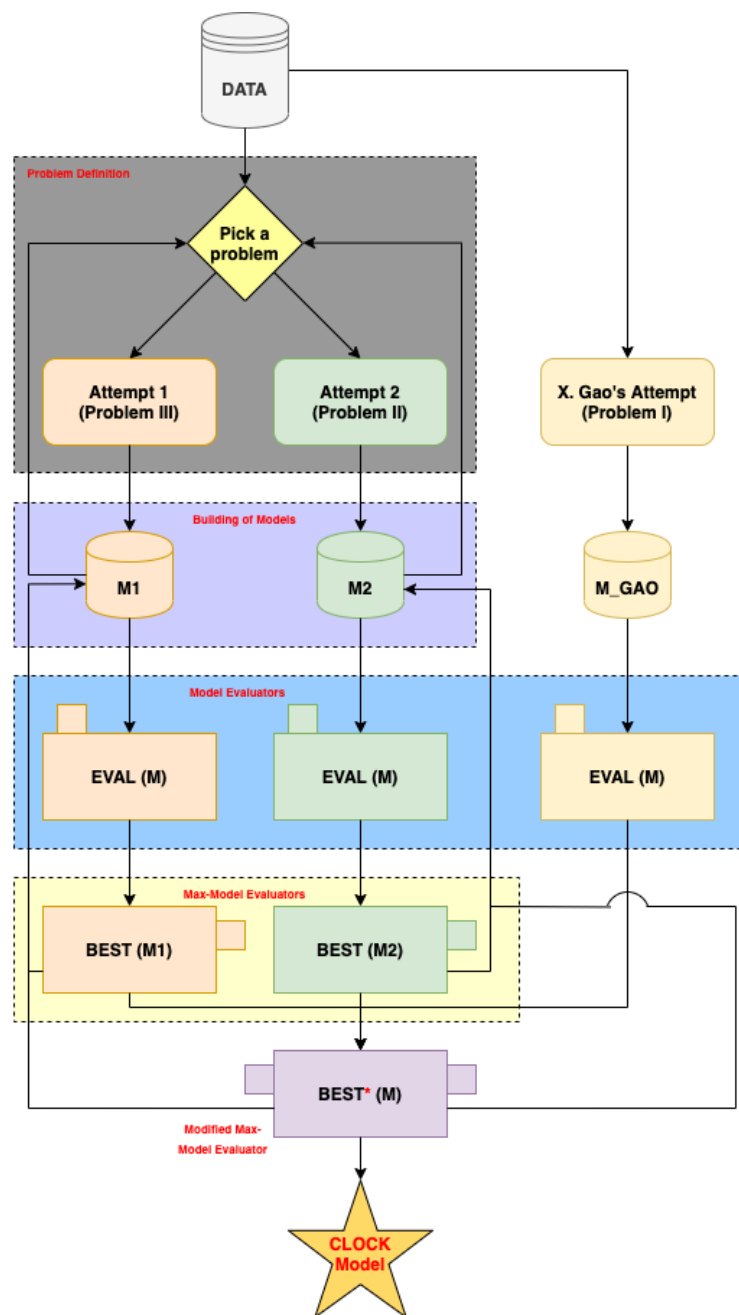 DATA
Problem Definition
Pick a
problem
Attempt 1
(Problem III)
Attempt 2
(Problem II)
X. Gao's Attempt
(Problem I)
Building of Models
M1
M2
M_GAO
Model Evaluators
EVAL (M)
EVAL (M)
EVAL (M)
Max-Model Evaluators
BEST (M1)
BEST (M2)
BEST* (M)
Modified Max-
Model Evaluator
CLOCK
Model